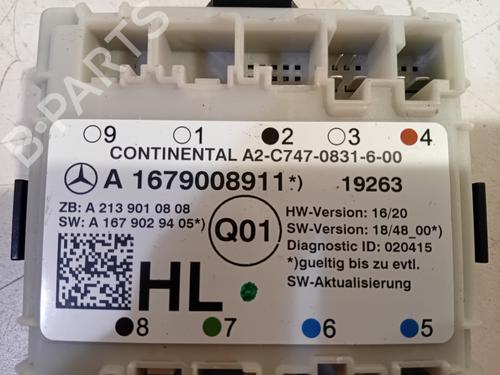 B-PARTS
9 1 2 3 4
CONTINENTAL A2-C747-0831-6-00
A 1679008911*) 19263
ZB: A 213 901 08 08
SW: A 167 902 94 05*)
Q01
HW-Version: 16/20
SW-Version: 18/48_00*)
Diagnostic ID: 020415
*)gueltig bis zu evtl.
SW-Aktualisierung
HL
8 7 6 5